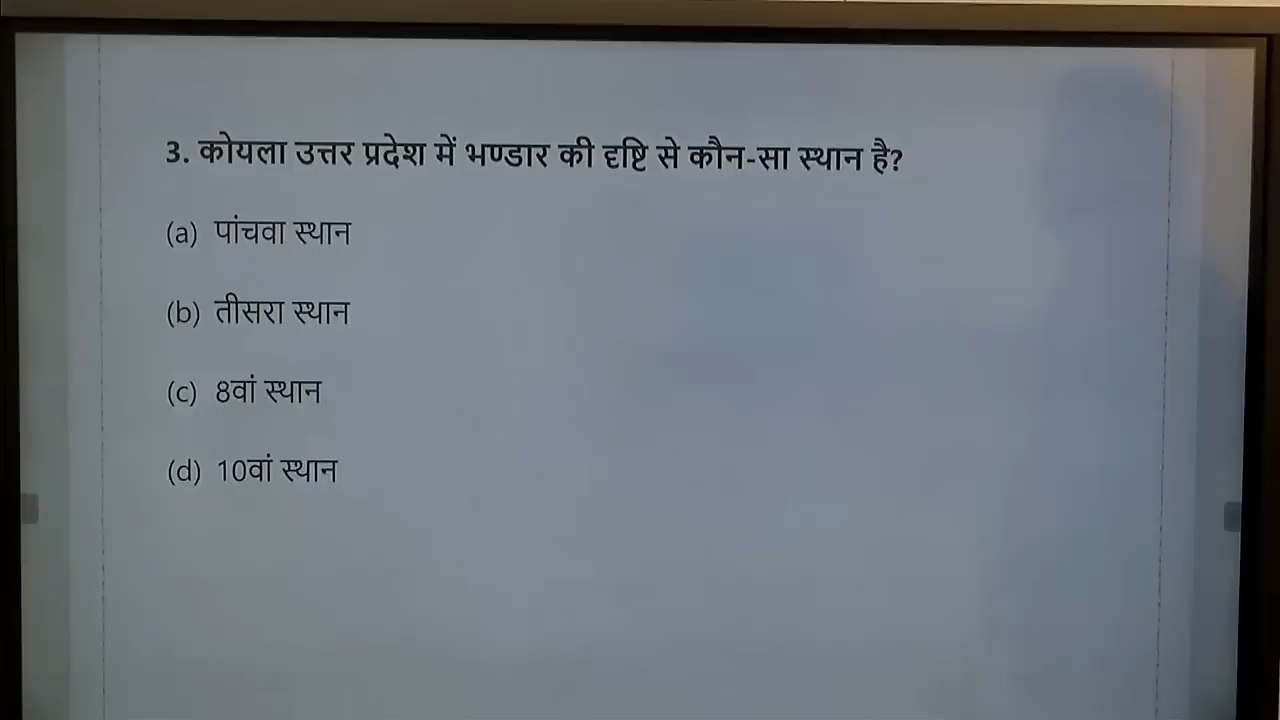 3. कोयला उत्तर प्रदेश में भण्डार की दृष्टि से कौन-सा स्थान है?
(a) पांचवा स्थान
(b) तीसरा स्थान
(c) 8वां स्थान
(d) 10वां स्थान